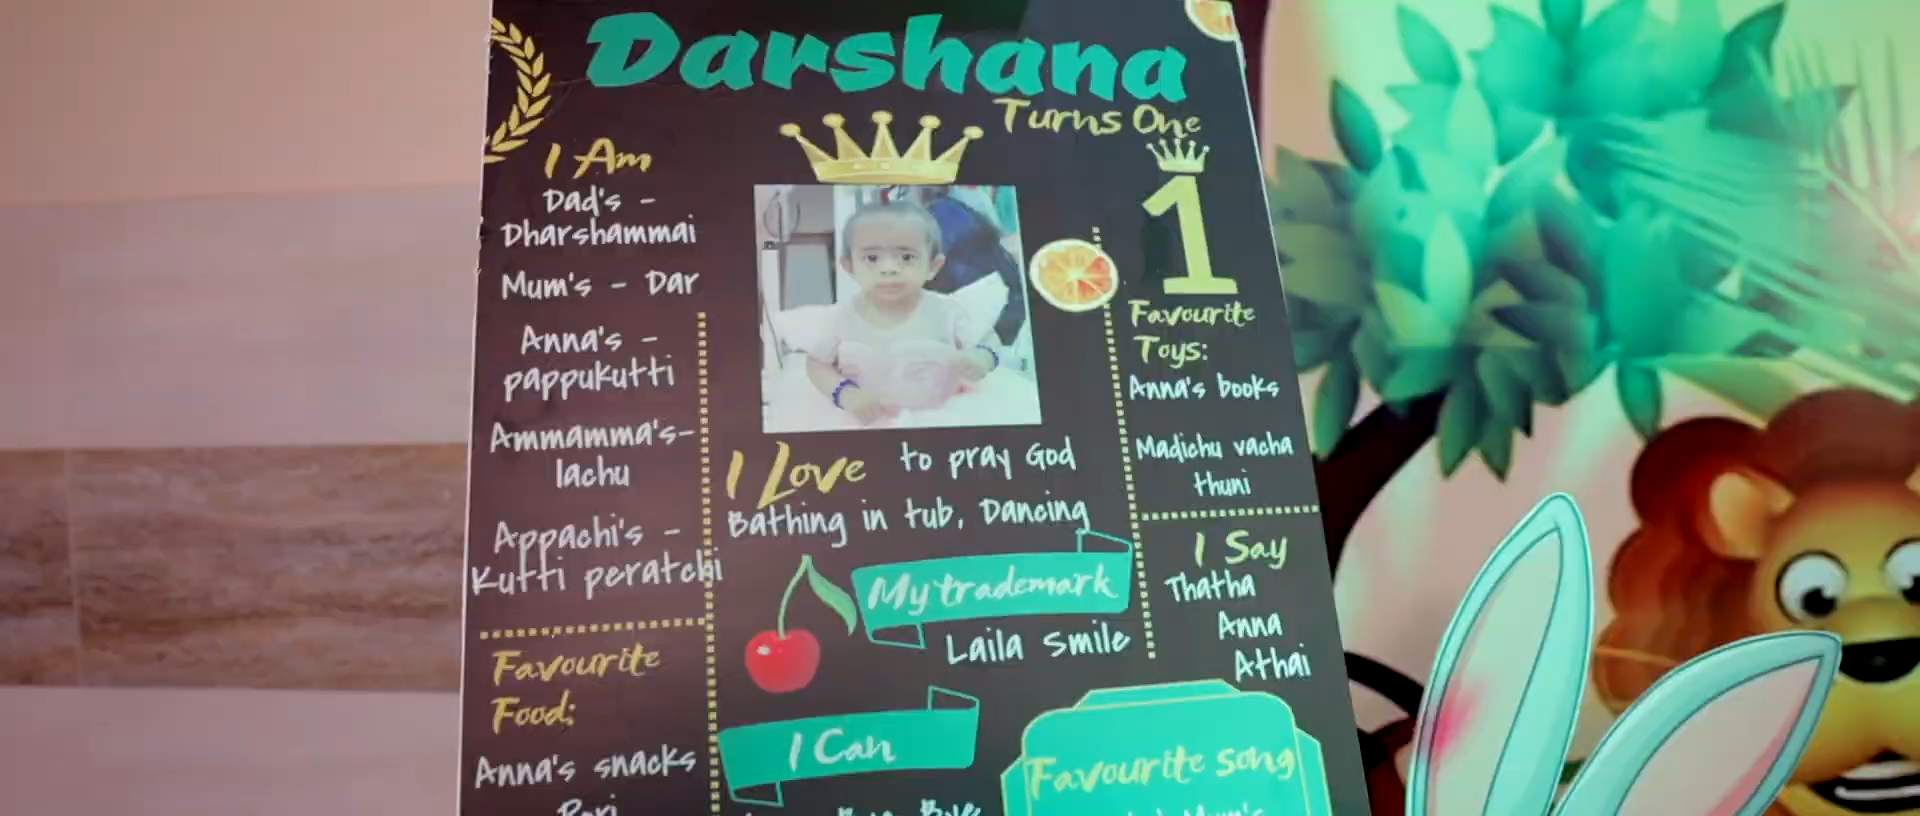 Darshana
Turns One
I Am
Dad's -
Dharshammai
Mum's - Dar
Anna's -
pappukutti
Ammamma's-
lachu
Appachi's -
Kutti peratchi
Favourite
Food:
Anna's snacks
I Love to pray God
Bathing in tub, Dancing
My trademark
Laila smile
I Can
1
Favourite
Toys:
Anna's books
Madichu vacha
thuni
I Say
Thatha
Anna
Athai
Favourite song
Mum's